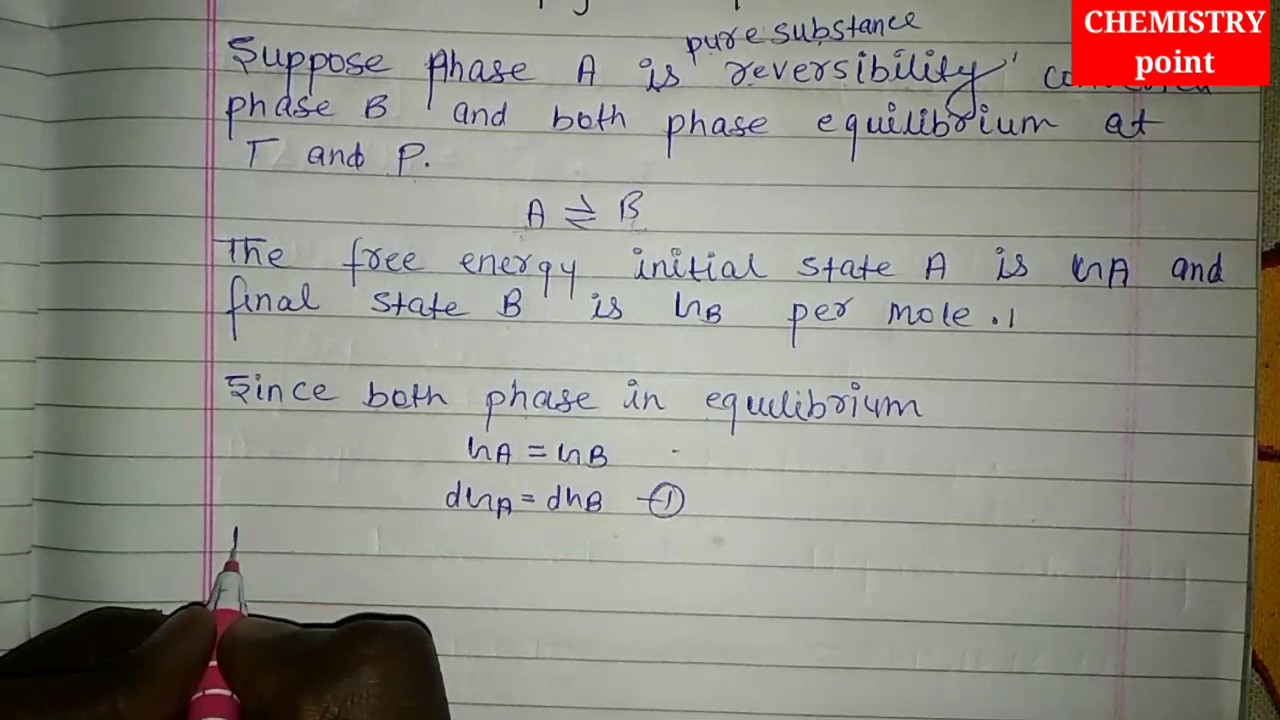 CHEMISTRY
point
pure substance
Suppose Phase A is reversibility
phase B and both phase equilibrium at
T and P.
A ⇌ B
The free energy initial state A is GA and
final state B is GB per mole.
Since both phase in equilibrium
GA = GB
dGA = dGB —①